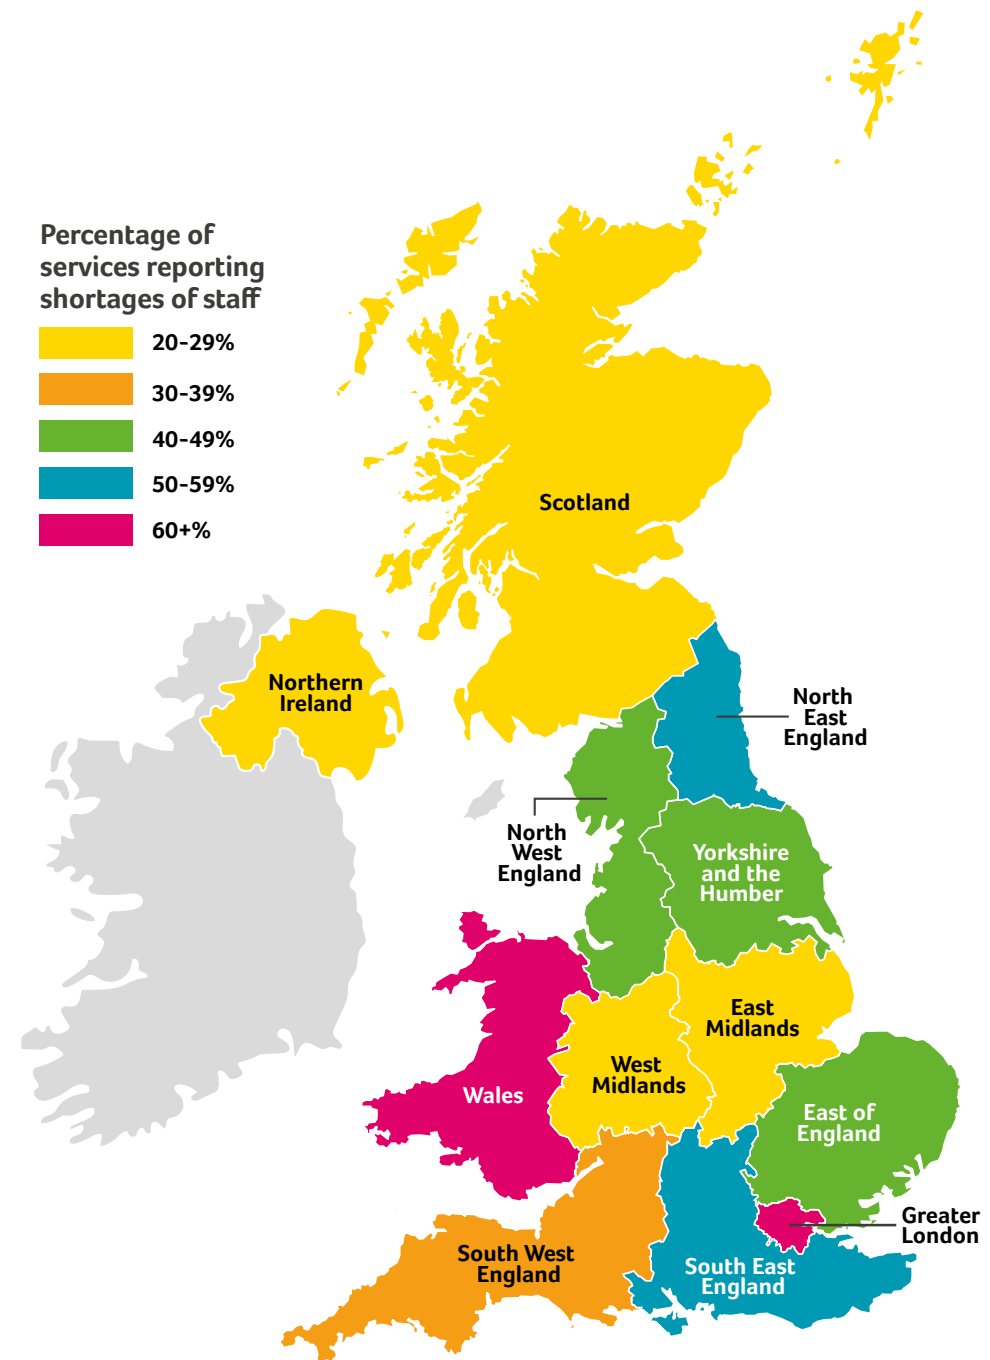 Percentage of
services reporting
shortages of staff
20-29%
30-39%
40-49%
50-59%
60+%
Scotland
Northern
Ireland
North
East
England
North
West
England
Yorkshire
and the
Humber
East
Midlands
West
Midlands
Wales
East of
England
Greater
London
South West
England
South East
England